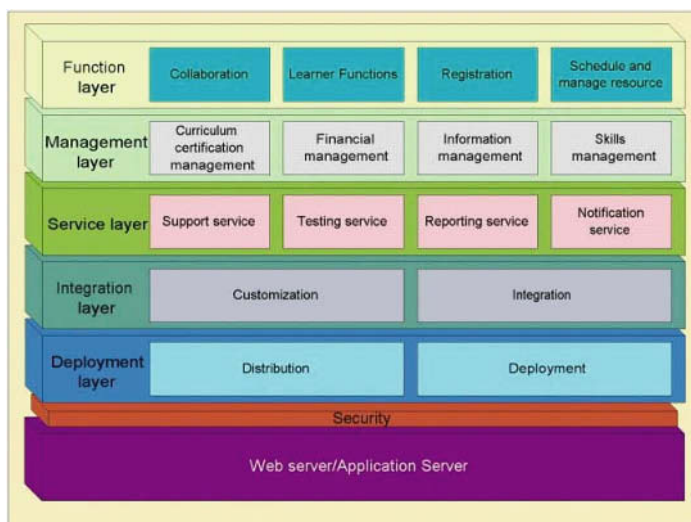 Function
layer
Collaboration
Learner Functions
Registration
Schedule and
manage resource
Management
layer
Curriculum
certification
management
Financial
management
Information
management
Skills
management
Service layer
Support service
Testing service
Reporting service
Notification
service
Integration
layer
Customization
Integration
Deployment
layer
Distribution
Deployment
Security
Web server/Application Server